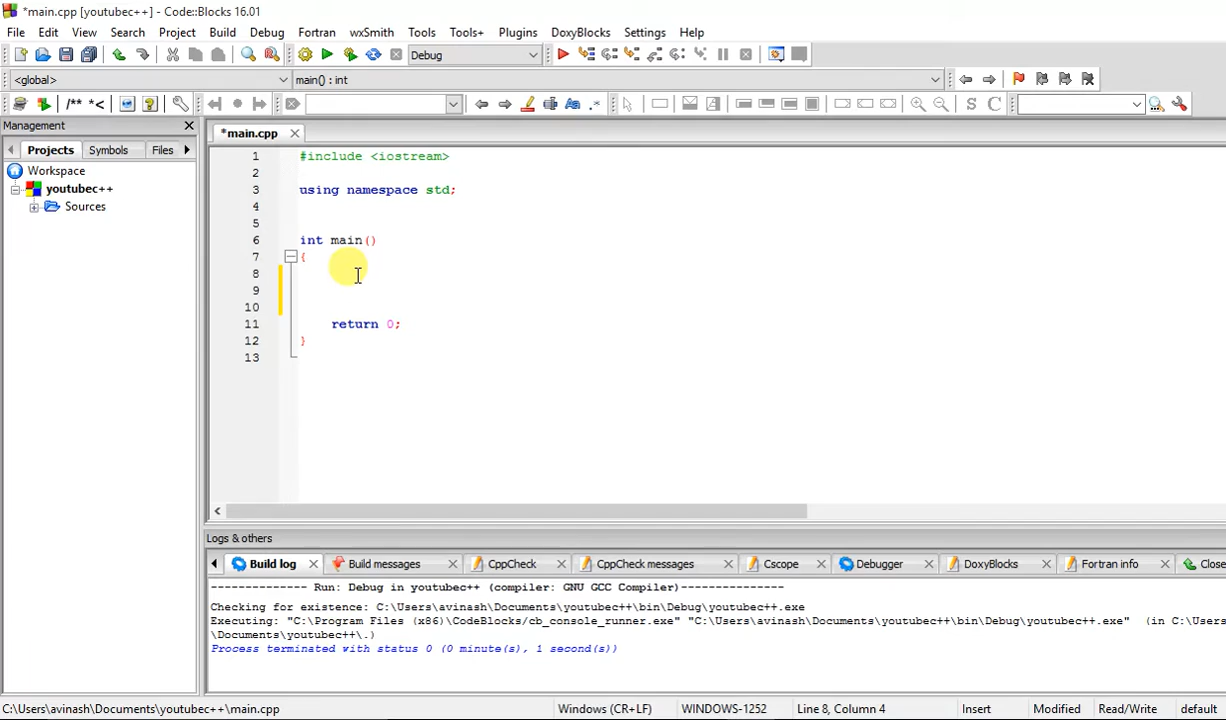 *main.cpp [youtubec++] - Code::Blocks 16.01
File Edit View Search Project Build Debug Fortran wxSmith Tools Tools+ Plugins DoxyBlocks Settings Help
Debug
<global> main() : int
/** *<
Management
Projects Symbols Files
*main.cpp
Workspace
youtubec++
Sources
1 #include <iostream>
2
3 using namespace std;
4
5
6 int main()
7 {
8
9
10
11 return 0;
12 }
13
Logs & others
Build log Build messages CppCheck CppCheck messages Cscope Debugger DoxyBlocks Fortran info Close
-------------- Run: Debug in youtubec++ (compiler: GNU GCC Compiler)---------------
Checking for existence: C:\Users\avinash\Documents\youtubec++\bin\Debug\youtubec++.exe
Executing: "C:\Program Files (x86)\CodeBlocks/cb_console_runner.exe" "C:\Users\avinash\Documents\youtubec++\bin\Debug\youtubec++.exe" (in C:\Users
\Documents\youtubec++\.)
Process terminated with status 0 (0 minute(s), 1 second(s))
C:\Users\avinash\Documents\youtubec++\main.cpp Windows (CR+LF) WINDOWS-1252 Line 8, Column 4 Insert Modified Read/Write default